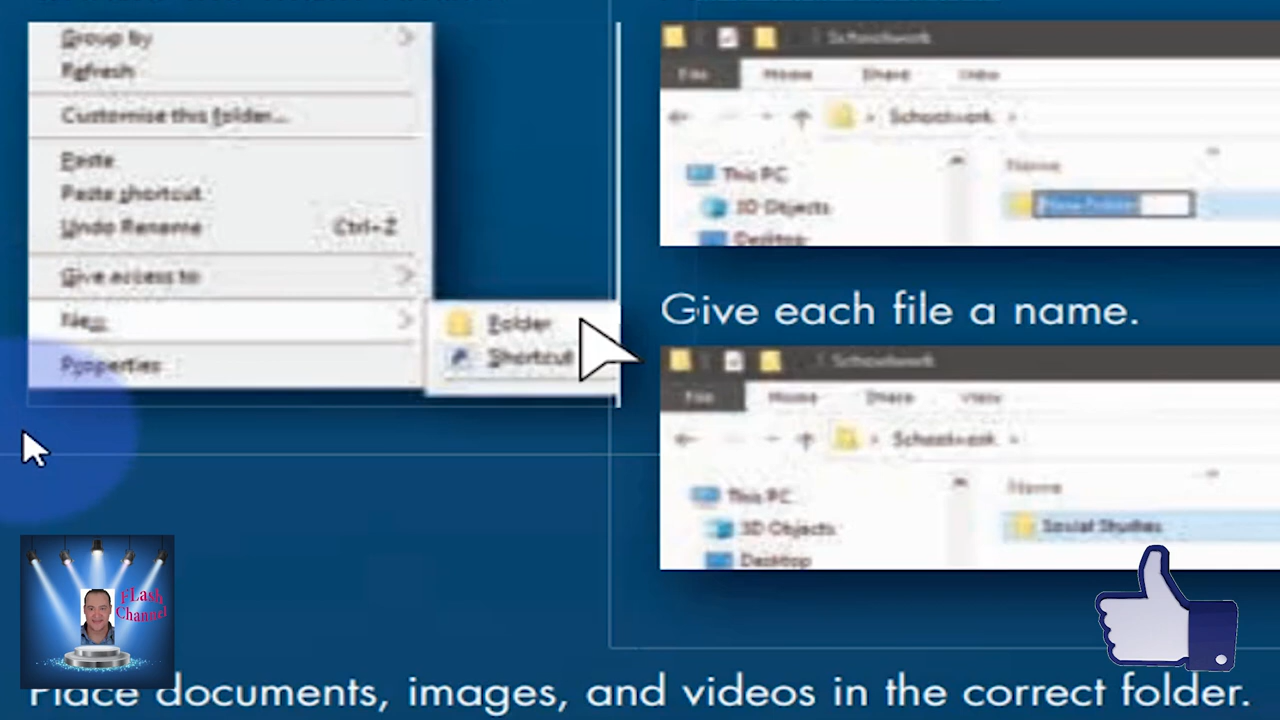 Group by
Refresh
Customise this folder...
Paste
Paste shortcut
Undo Rename Ctrl+Z
Give access to
New
Properties
Folder
Shortcut
Schoolwork
File Home Share View
Schoolwork
This PC
3D Objects
Desktop
Name
New Folder
Give each file a name.
Schoolwork
File Home Share View
Schoolwork
This PC
3D Objects
Desktop
Name
Social Studies
FLash
Channel
Place documents, images, and videos in the correct folder.